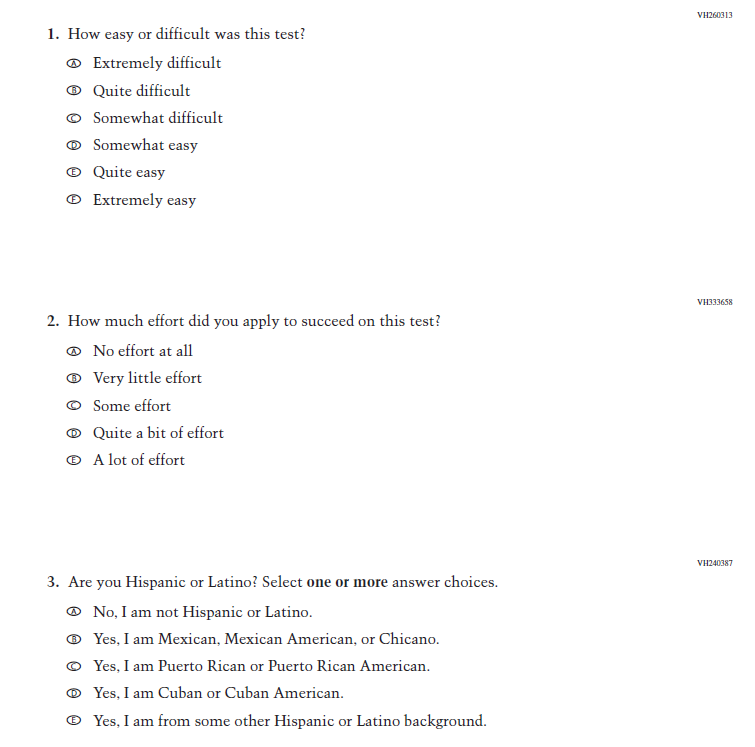 VH260313
1. How easy or difficult was this test?
Ⓐ Extremely difficult
Ⓑ Quite difficult
Ⓒ Somewhat difficult
Ⓓ Somewhat easy
Ⓔ Quite easy
Ⓕ Extremely easy
VH333658
2. How much effort did you apply to succeed on this test?
Ⓐ No effort at all
Ⓑ Very little effort
Ⓒ Some effort
Ⓓ Quite a bit of effort
Ⓔ A lot of effort
VH240387
3. Are you Hispanic or Latino? Select one or more answer choices.
Ⓐ No, I am not Hispanic or Latino.
Ⓑ Yes, I am Mexican, Mexican American, or Chicano.
Ⓒ Yes, I am Puerto Rican or Puerto Rican American.
Ⓓ Yes, I am Cuban or Cuban American.
Ⓔ Yes, I am from some other Hispanic or Latino background.